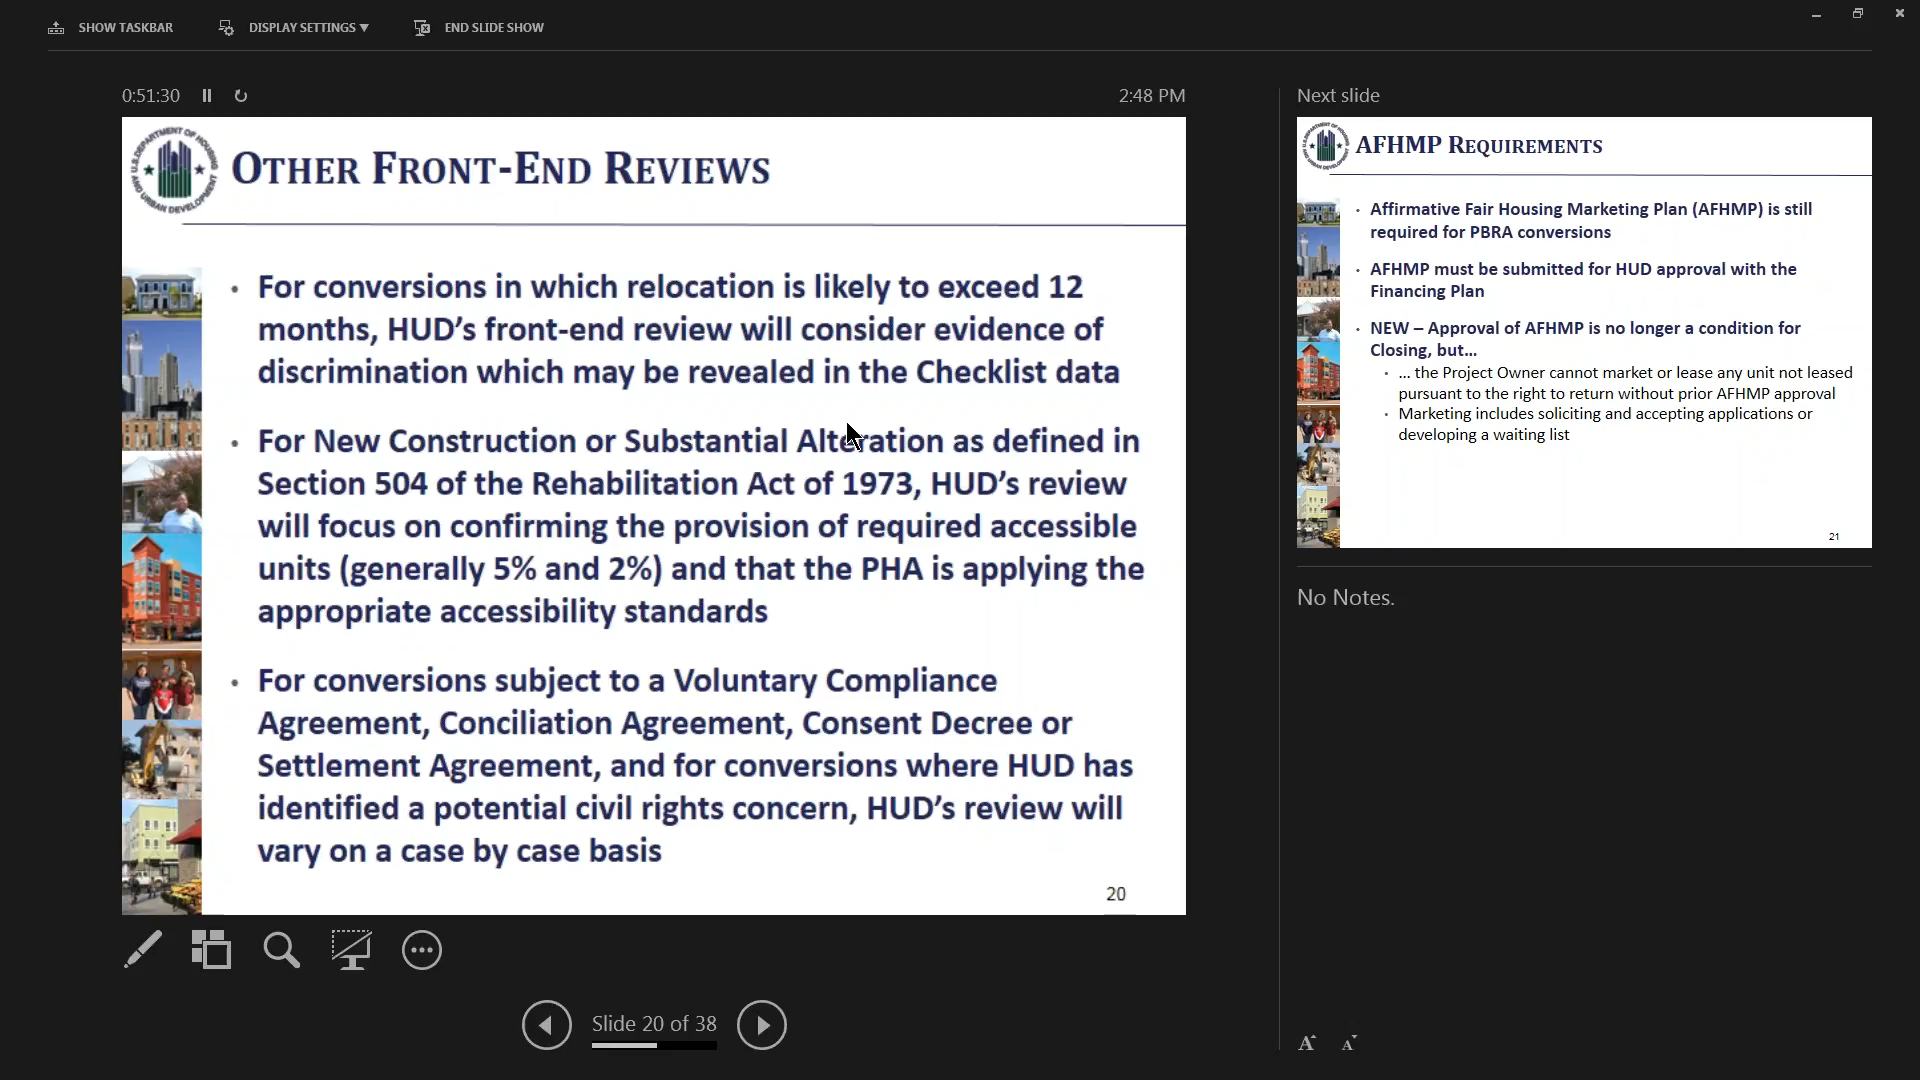 SHOW TASKBAR
DISPLAY SETTINGS ▼
END SLIDE SHOW
0:51:30
2:48 PM
U.S. DEPARTMENT OF HOUSING AND URBAN DEVELOPMENT
OTHER FRONT-END REVIEWS
• For conversions in which relocation is likely to exceed 12
months, HUD's front-end review will consider evidence of
discrimination which may be revealed in the Checklist data
• For New Construction or Substantial Alteration as defined in
Section 504 of the Rehabilitation Act of 1973, HUD's review
will focus on confirming the provision of required accessible
units (generally 5% and 2%) and that the PHA is applying the
appropriate accessibility standards
• For conversions subject to a Voluntary Compliance
Agreement, Conciliation Agreement, Consent Decree or
Settlement Agreement, and for conversions where HUD has
identified a potential civil rights concern, HUD's review will
vary on a case by case basis
20
Slide 20 of 38
Next slide
AFHMP REQUIREMENTS
• Affirmative Fair Housing Marketing Plan (AFHMP) is still
required for PBRA conversions
• AFHMP must be submitted for HUD approval with the
Financing Plan
• NEW – Approval of AFHMP is no longer a condition for
Closing, but...
• ... the Project Owner cannot market or lease any unit not leased
pursuant to the right to return without prior AFHMP approval
• Marketing includes soliciting and accepting applications or
developing a waiting list
21
No Notes.
A A